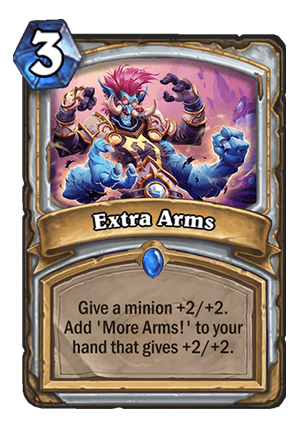 3
Extra Arms
Give a minion +2/+2.
Add 'More Arms!' to your
hand that gives +2/+2.